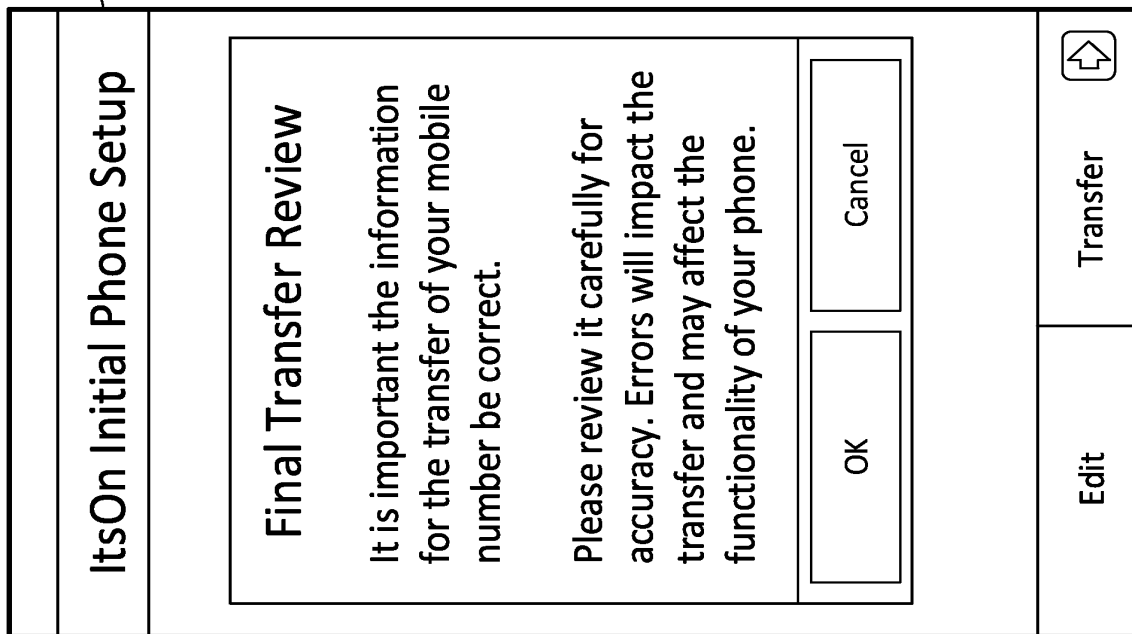 ItsOn Initial Phone Setup
Final Transfer Review
It is important the information
for the transfer of your mobile
number be correct.
Please review it carefully for
accuracy. Errors will impact the
transfer and may affect the
functionality of your phone.
OK
Cancel
Edit
Transfer